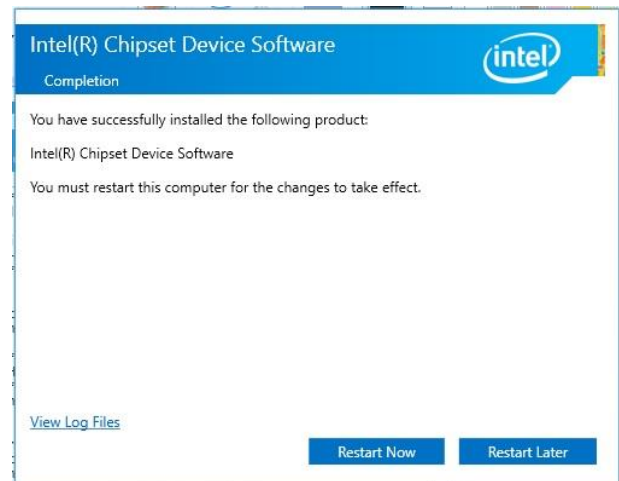 Intel(R) Chipset Device Software
intel
Completion
You have successfully installed the following product:
Intel(R) Chipset Device Software
You must restart this computer for the changes to take effect.
View Log Files
Restart Now
Restart Later